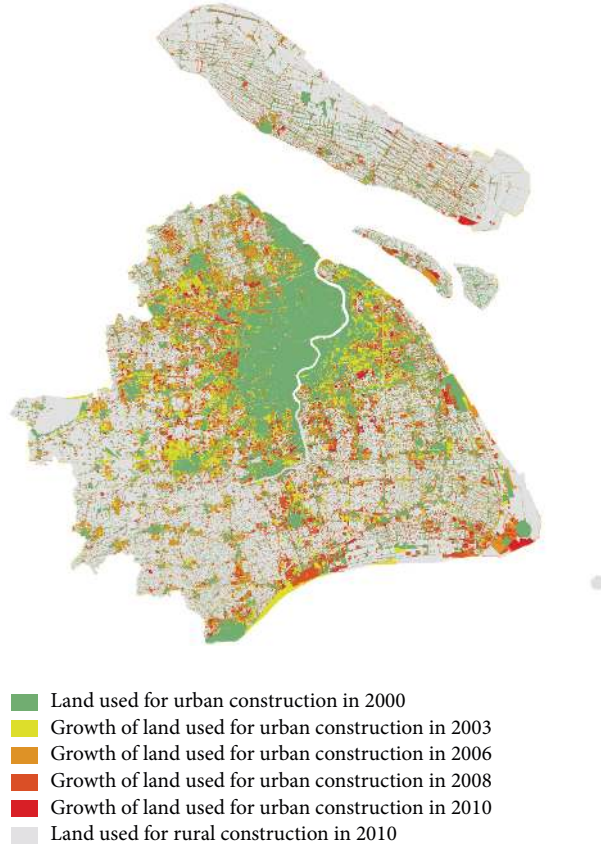 Land used for urban construction in 2000
Growth of land used for urban construction in 2003
Growth of land used for urban construction in 2006
Growth of land used for urban construction in 2008
Growth of land used for urban construction in 2010
Land used for rural construction in 2010